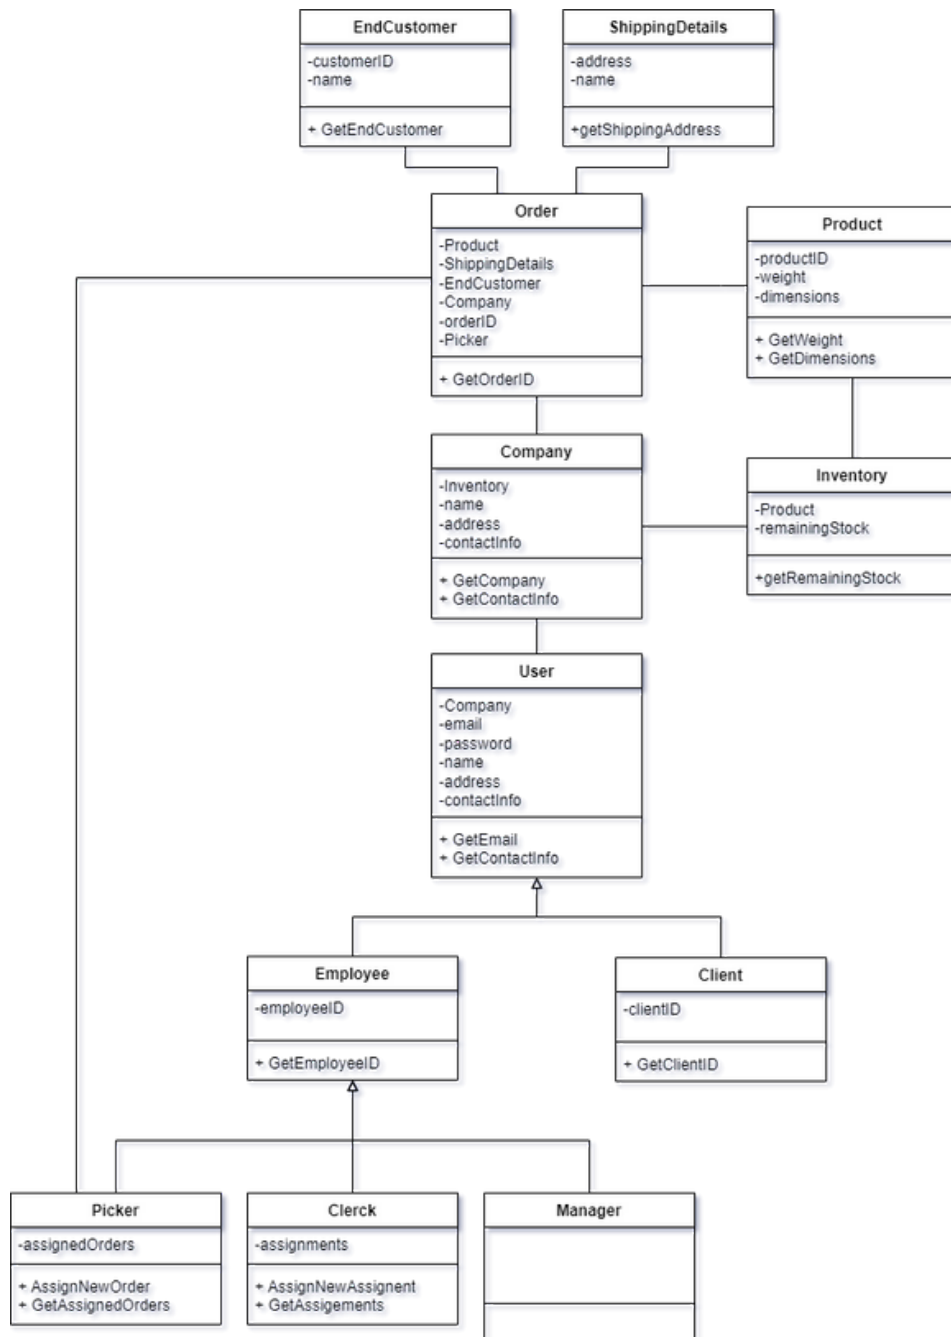 EndCustomer
-customerID
-name
+ GetEndCustomer
ShippingDetails
-address
-name
+getShippingAddress
Order
-Product
-ShippingDetails
-EndCustomer
-Company
-orderID
-Picker
+ GetOrderID
Product
-productID
-weight
-dimensions
+ GetWeight
+ GetDimensions
Company
-Inventory
-name
-address
-contactInfo
+ GetCompany
+ GetContactInfo
Inventory
-Product
-remainingStock
+getRemainingStock
User
-Company
-email
-password
-name
-address
-contactInfo
+ GetEmail
+ GetContactInfo
Employee
-employeeID
+ GetEmployeeID
Client
-clientID
+ GetClientID
Picker
-assignedOrders
+ AssignNewOrder
+ GetAssignedOrders
Clerck
-assignments
+ AssignNewAssignent
+ GetAssigements
Manager